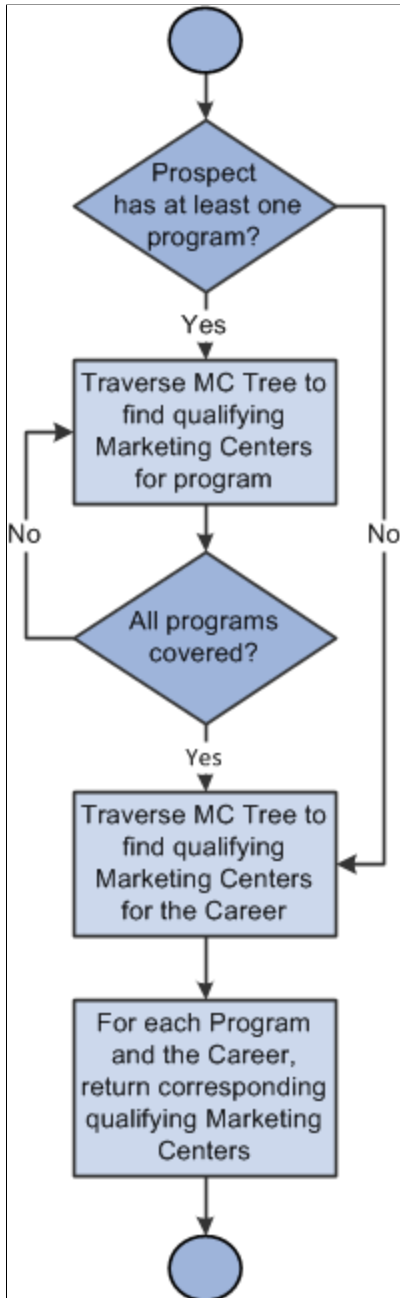 Prospect
has at least one
program?
Yes
Traverse MC Tree to
find qualifying
Marketing Centers
for program
No
No
All programs
covered?
Yes
Traverse MC Tree to
find qualifying
Marketing Centers
for the Career
For each Program
and the Career,
return corresponding
qualifying Marketing
Centers